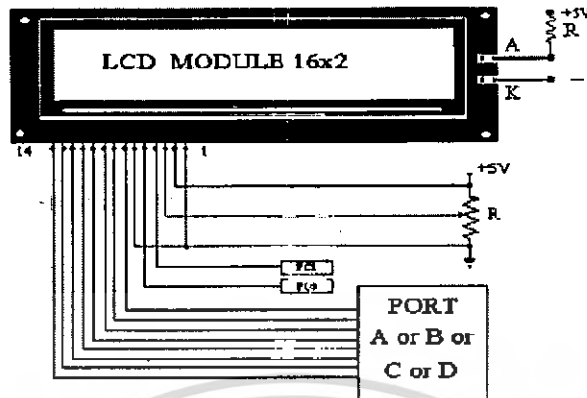 +5V
R
LCD MODULE 16x2
A
K
14
1
+5V
R
PORT
A or B or
C or D